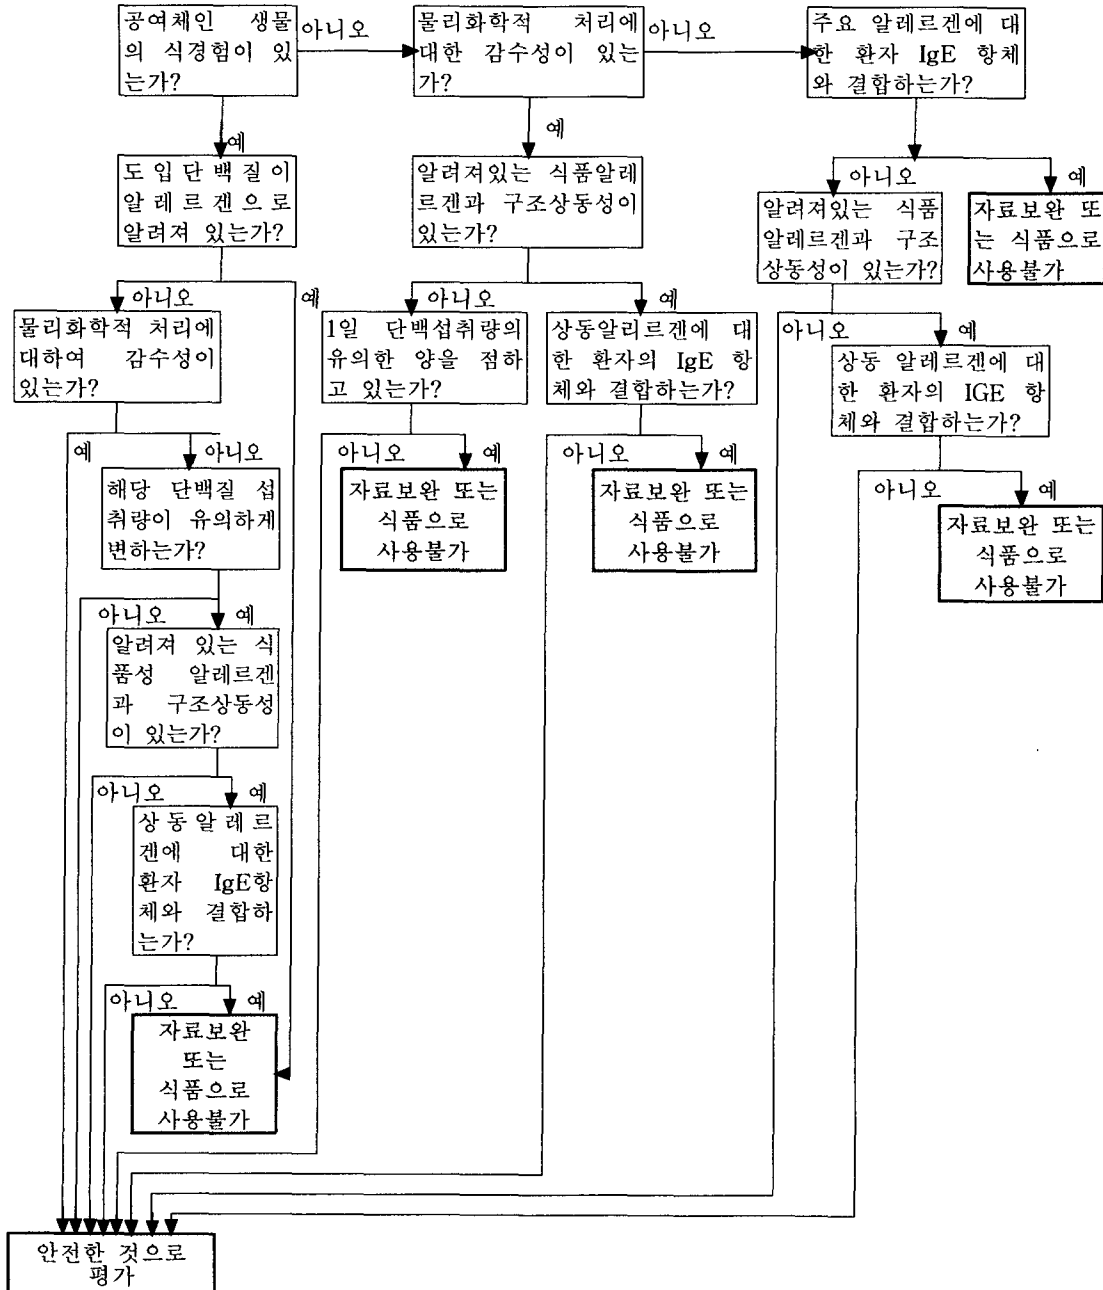 공여체인 생물
의 식경험이 있
는가?
아니오
물리화학적 처리에
대한 감수성이 있는
가?
아니오
주요 알레르겐에 대
한 환자 IgE 항체
와 결합하는가?
예
도입단백질이
알레르겐으로
알려져 있는가?
예
알려져있는 식품알레
르겐과 구조상동성이
있는가?
아니오
예
알려져있는 식품
알레르겐과 구조
상동성이 있는가?
자료보완 또
는 식품으로
사용불가
아니오
예
물리화학적 처리에
대하여 감수성이
있는가?
아니오
예
1일 단백섭취량의
유의한 양을 점하
고 있는가?
상동알리르겐에 대
한 환자의 IgE 항
체와 결합하는가?
아니오
예
상동 알레르겐에 대
한 환자의 IGE 항
체와 결합하는가?
예
아니오
해당 단백질 섭
취량이 유의하게
변하는가?
아니오
예
자료보완 또는
식품으로
사용불가
아니오
예
자료보완 또는
식품으로
사용불가
아니오
예
자료보완 또는
식품으로
사용불가
아니오
예
알려져 있는 식
품성 알레르겐
과 구조상동성
이 있는가?
아니오
예
상동알레르
겐에 대한
환자 IgE항
체와 결합하
는가?
아니오
예
자료보완
또는
식품으로
사용불가
안전한 것으로
평가